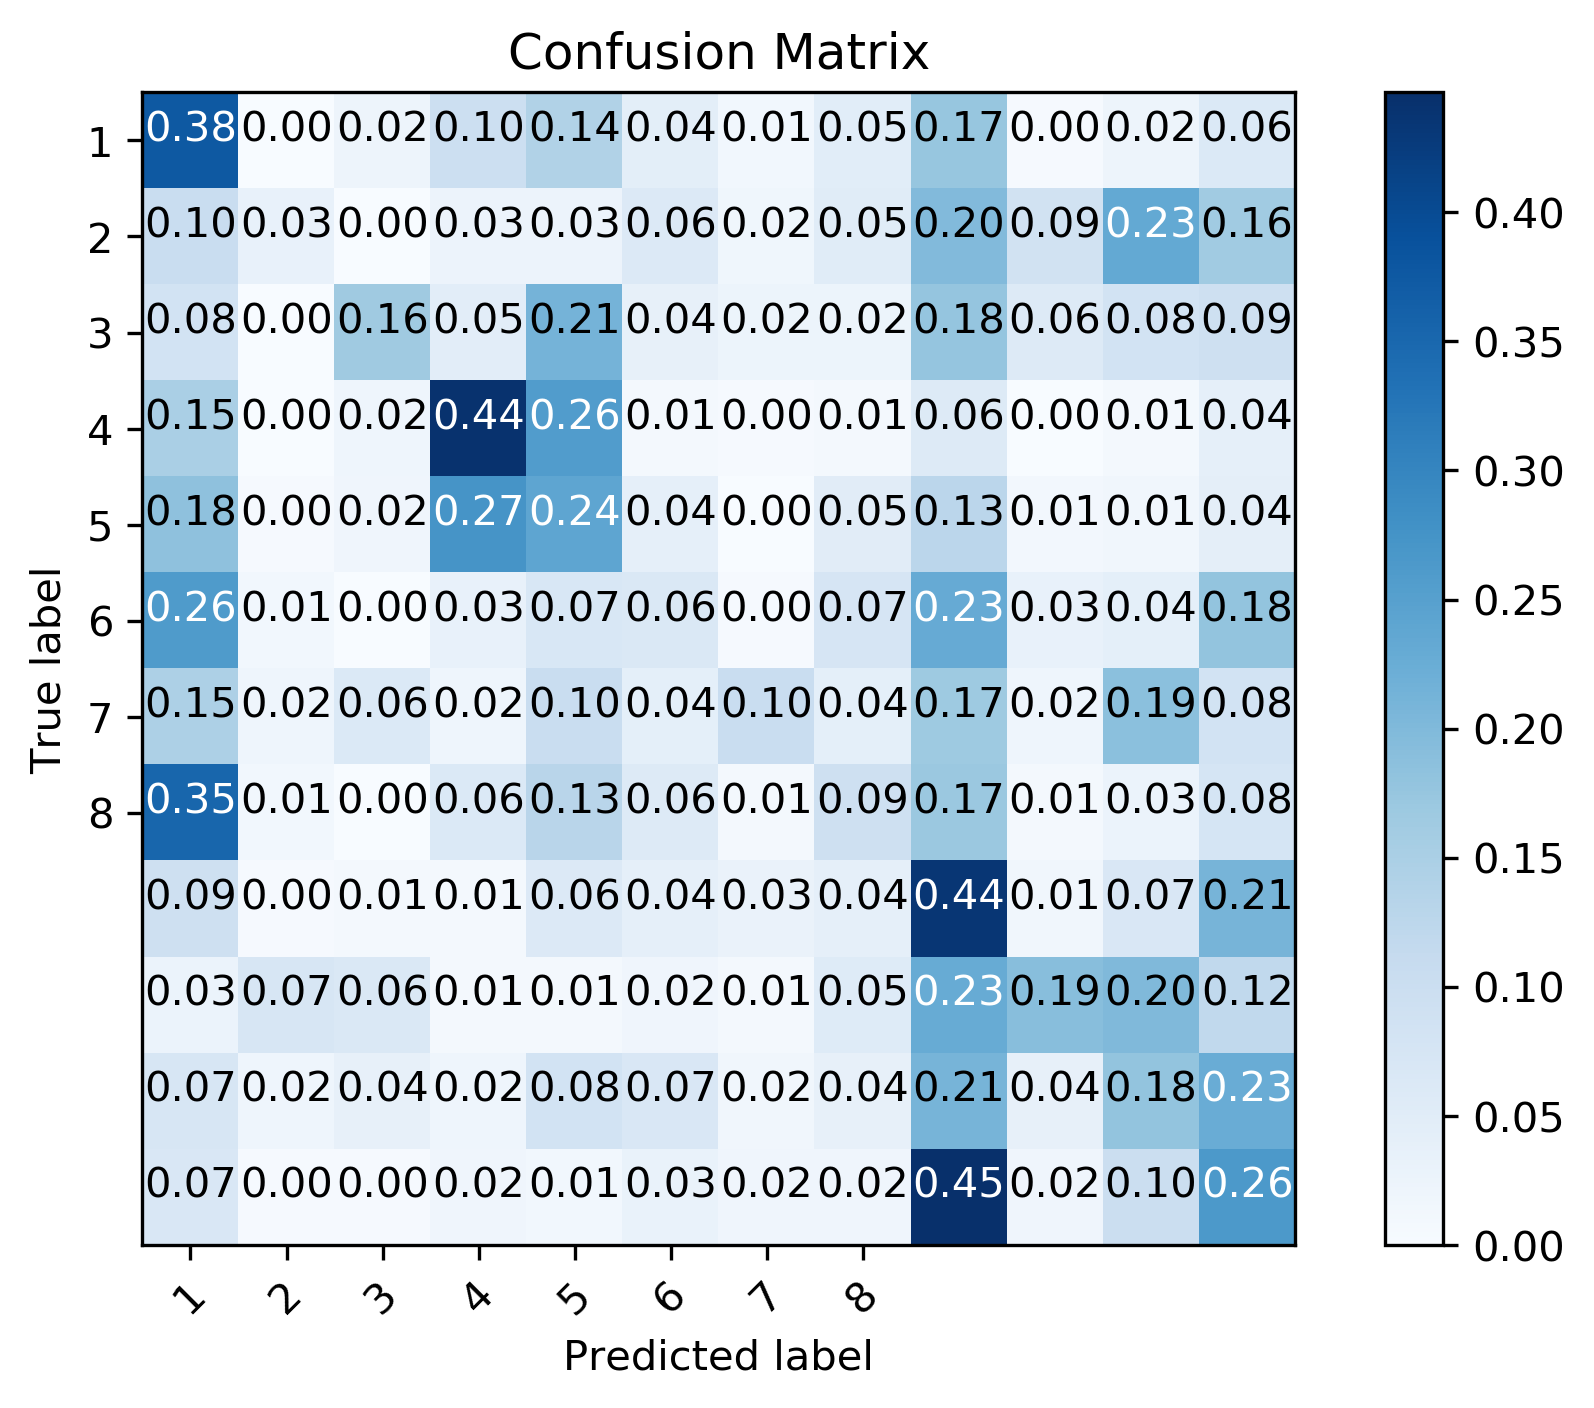 Confusion Matrix
True label
1 0.38 0.00 0.02 0.10 0.14 0.04 0.01 0.05 0.17 0.00 0.02 0.06
2 0.10 0.03 0.00 0.03 0.03 0.06 0.02 0.05 0.20 0.09 0.23 0.16
3 0.08 0.00 0.16 0.05 0.21 0.04 0.02 0.02 0.18 0.06 0.08 0.09
4 0.15 0.00 0.02 0.44 0.26 0.01 0.00 0.01 0.06 0.00 0.01 0.04
5 0.18 0.00 0.02 0.27 0.24 0.04 0.00 0.05 0.13 0.01 0.01 0.04
6 0.26 0.01 0.00 0.03 0.07 0.06 0.00 0.07 0.23 0.03 0.04 0.18
7 0.15 0.02 0.06 0.02 0.10 0.04 0.10 0.04 0.17 0.02 0.19 0.08
8 0.35 0.01 0.00 0.06 0.13 0.06 0.01 0.09 0.17 0.01 0.03 0.08
0.09 0.00 0.01 0.01 0.06 0.04 0.03 0.04 0.44 0.01 0.07 0.21
0.03 0.07 0.06 0.01 0.01 0.02 0.01 0.05 0.23 0.19 0.20 0.12
0.07 0.02 0.04 0.02 0.08 0.07 0.02 0.04 0.21 0.04 0.18 0.23
0.07 0.00 0.00 0.02 0.01 0.03 0.02 0.02 0.45 0.02 0.10 0.26
1 2 3 4 5 6 7 8
Predicted label
0.40
0.35
0.30
0.25
0.20
0.15
0.10
0.05
0.00